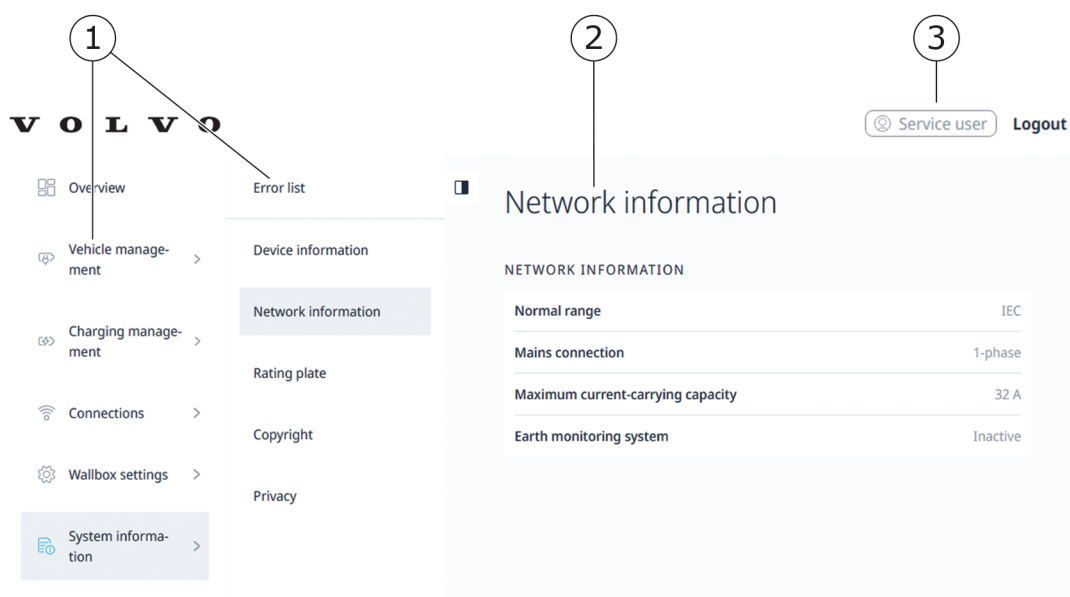 1
2
3
VOLVO
Service user
Logout
Overview
Vehicle manage-
ment
Charging manage-
ment
Connections
Wallbox settings
System informa-
tion
Error list
Device information
Network information
Rating plate
Copyright
Privacy
Network information
NETWORK INFORMATION
Normal range IEC
Mains connection 1-phase
Maximum current-carrying capacity 32 A
Earth monitoring system Inactive